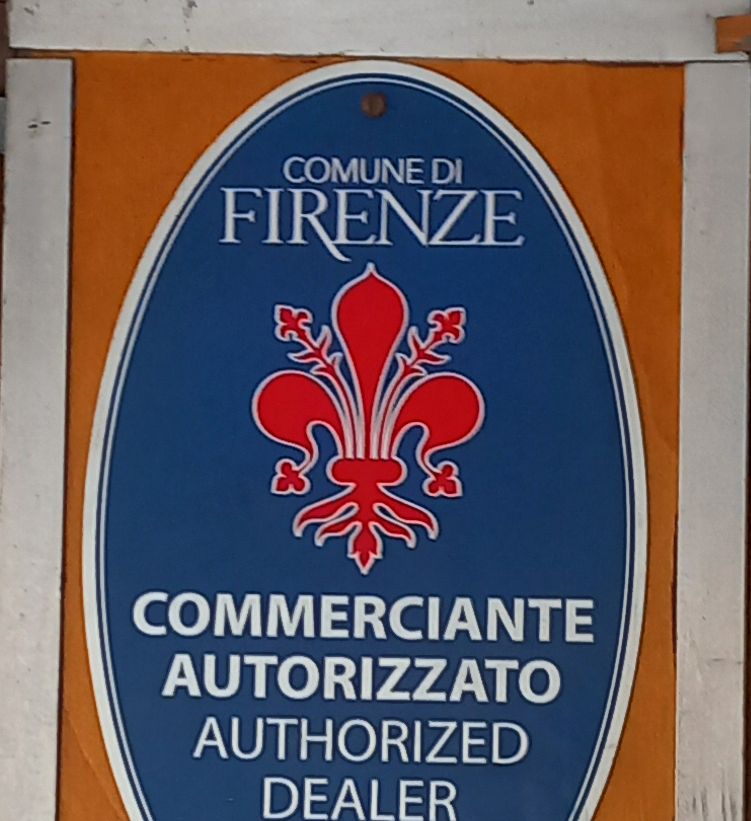 COMUNE DI
FIRENZE
COMMERCIANTE
AUTORIZZATO
AUTHORIZED
DEALER